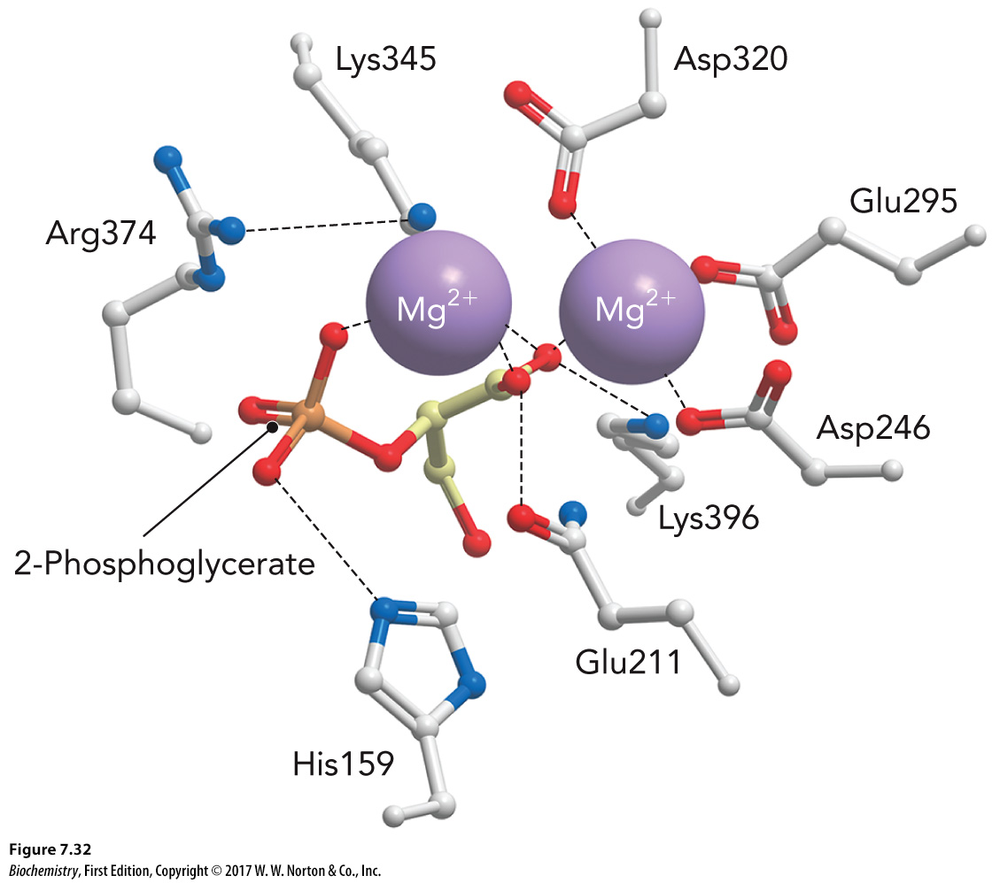 Lys345
Asp320
Glu295
Arg374
Mg²⁺
Mg²⁺
Asp246
Lys396
2-Phosphoglycerate
Glu211
His159
Figure 7.32
Biochemistry, First Edition, Copyright © 2017 W. W. Norton & Co., Inc.